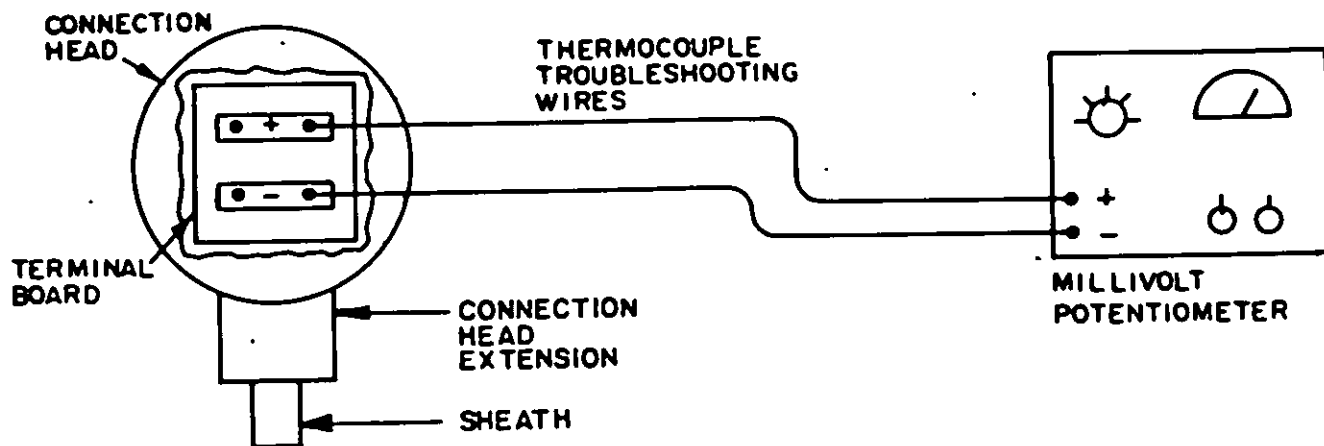 CONNECTION
HEAD
THERMOCOUPLE
TROUBLESHOOTING
WIRES
+
-
+
-
TERMINAL
BOARD
CONNECTION
HEAD
EXTENSION
SHEATH
MILLIVOLT
POTENTIOMETER